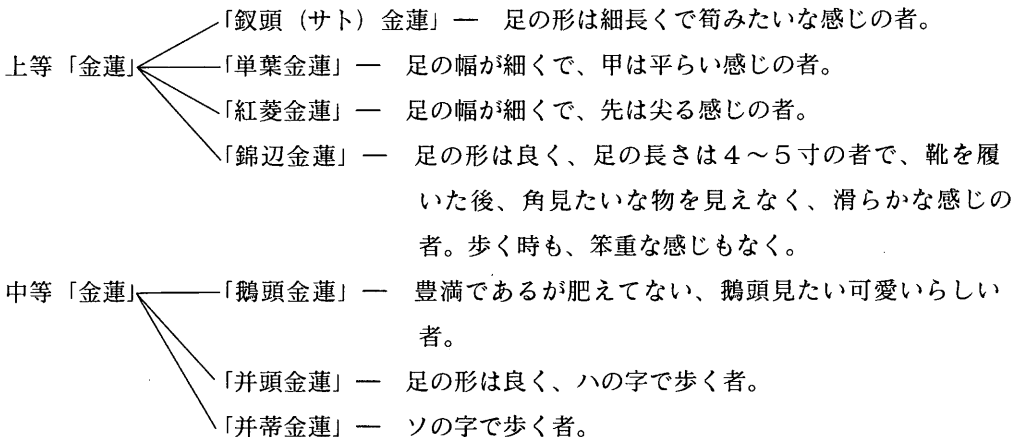 「釵頭（サト）金蓮」— 足の形は細長くで筍みたいな感じの者。
上等「金蓮」「単葉金蓮」— 足の幅が細くで、甲は平らい感じの者。
「紅菱金蓮」— 足の幅が細くで、先は尖る感じの者。
「錦辺金蓮」— 足の形は良く、足の長さは４～５寸の者で、靴を履
いた後、角見たいな物を見えなく、滑らかな感じの
者。歩く時も、笨重な感じもなく。
中等「金蓮」「鵝頭金蓮」— 豊満であるが肥えてない、鵝頭見たい可愛いらしい
者。
「并頭金蓮」— 足の形は良く、ハの字で歩く者。
「并蒂金蓮」— ソの字で歩く者。